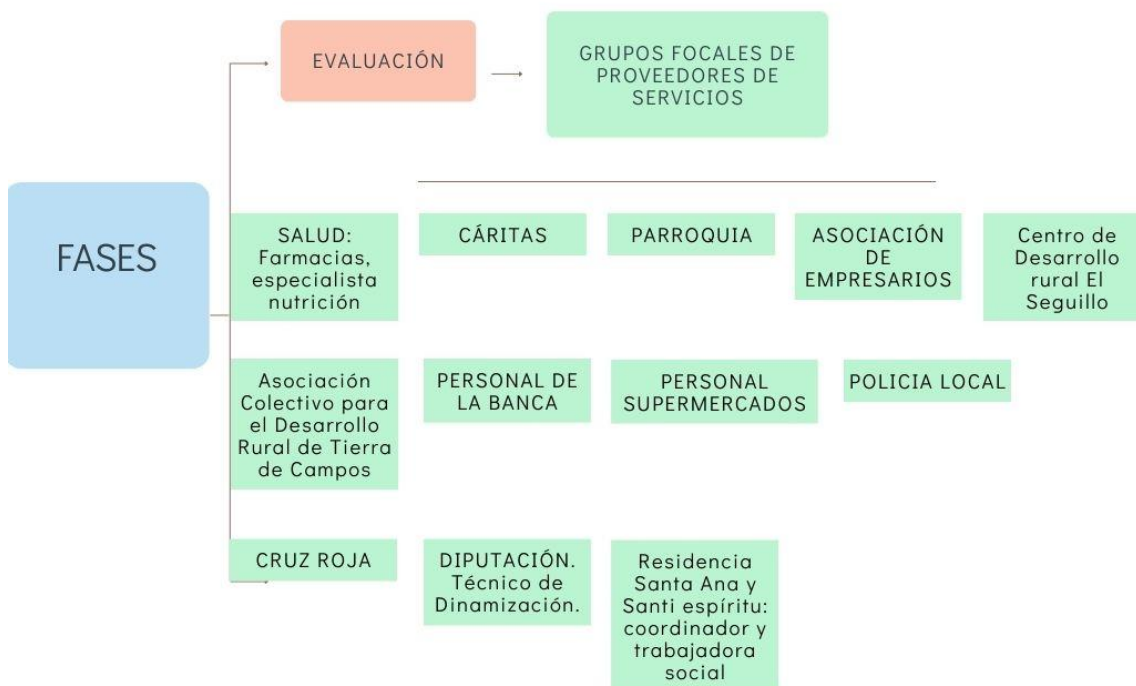 EVALUACIÓN
GRUPOS FOCALES DE
PROVEEDORES DE
SERVICIOS
FASES
SALUD:
Farmacias,
especialista
nutrición
CÁRITAS
PARROQUIA
ASOCIACIÓN
DE
EMPRESARIOS
Centro de
Desarrollo
rural El
Seguillo
Asociación
Colectivo para
el Desarrollo
Rural de Tierra
de Campos
PERSONAL DE
LA BANCA
PERSONAL
SUPERMERCADOS
POLICIA LOCAL
CRUZ ROJA
DIPUTACIÓN.
Técnico de
Dinamización.
Residencia
Santa Ana y
Santi espíritu:
coordinador y
trabajadora
social